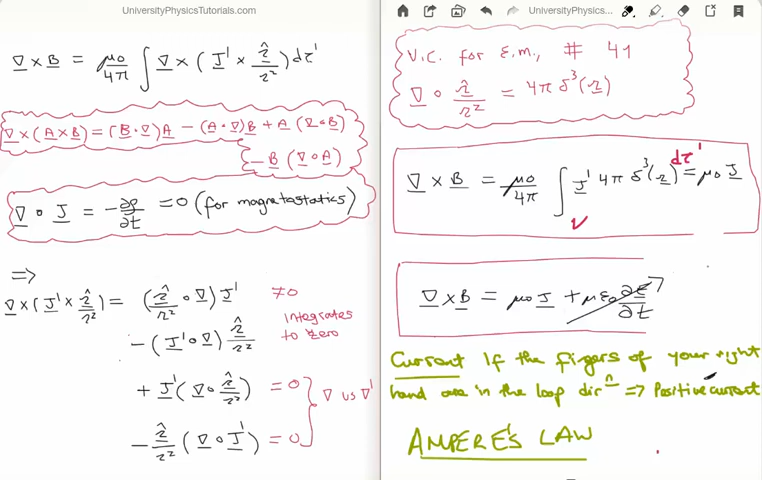 UniversityPhysicsTutorials.com
∇ × B = μ₀/4π ∫ ∇ × (J' × r̂/r²) dτ'
∇ × (A × B) = (B · ∇)A − (A · ∇)B + A (∇ ∘ B)
− B (∇ ∘ A)
∇ ∘ J = −∂ρ/∂t = 0 (for magnetostatics)
⇒
∇ × (J' × r̂/r²) = (r̂/r² ∘ ∇) J' ≠0
− (J' ∘ ∇) r̂/r² integrates to zero
+ J' (∇ ∘ r̂/r²) = 0
− r̂/r² (∇ ∘ J') = 0
∇ vs ∇'
UniversityPhysicsTutorials....
V.C. for E.M., # 41
∇ ∘ r̂/r² = 4π δ³(r)
∇ × B = μ₀/4π ∫ J' 4π δ³(r) dτ' = μ₀ J
V
∇ × B = μ₀ J + μ₀ε₀ ∂E/∂t
Current If the fingers of your right
hand are in the loop dirⁿ ⇒ Positive current
AMPERE'S LAW